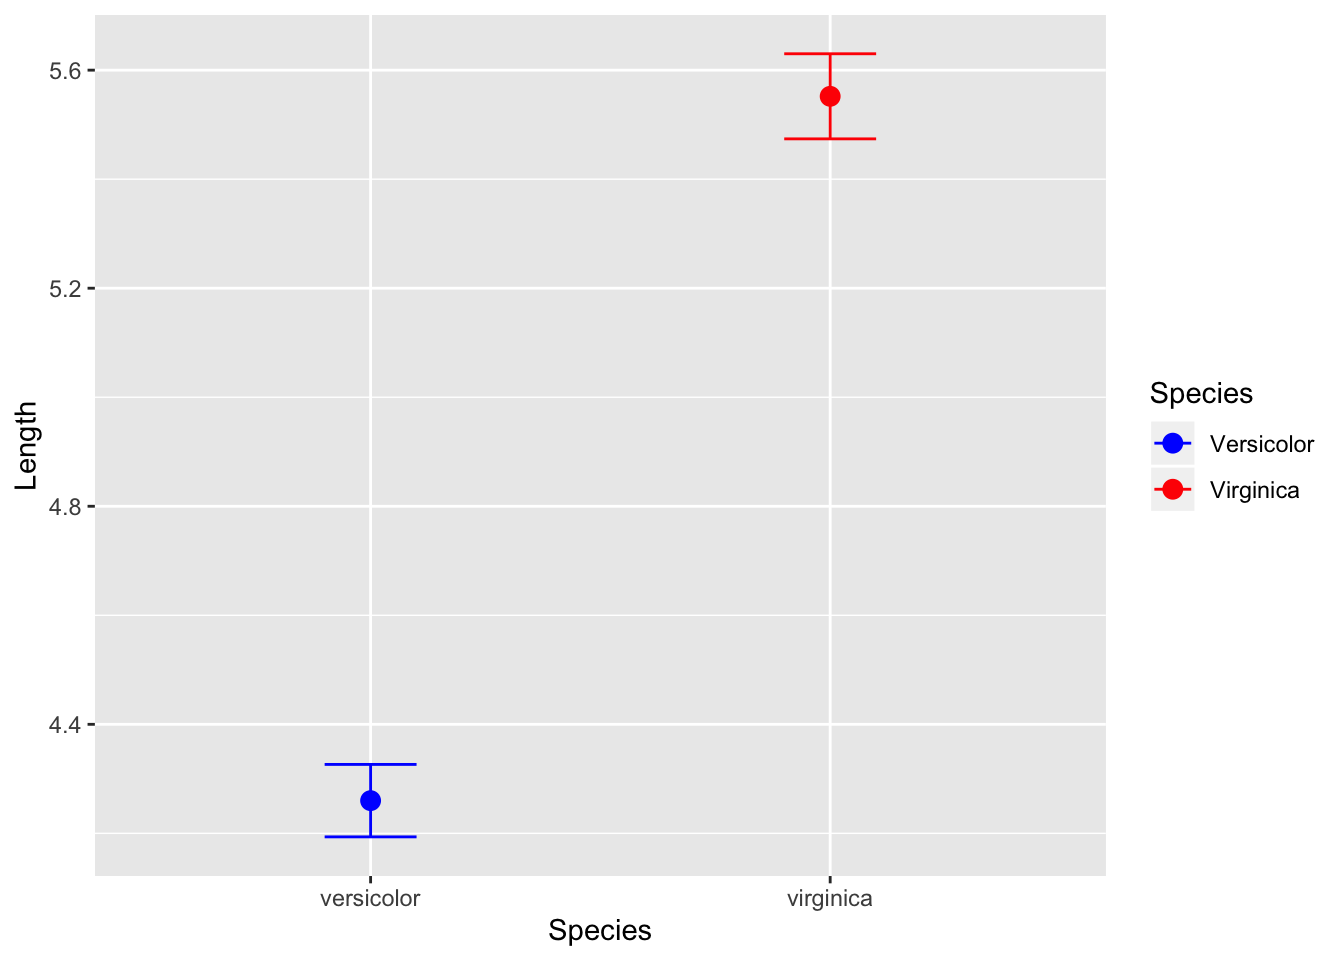 5.6
5.2
4.8
4.4
Length
versicolor
virginica
Species
Species
Versicolor
Virginica